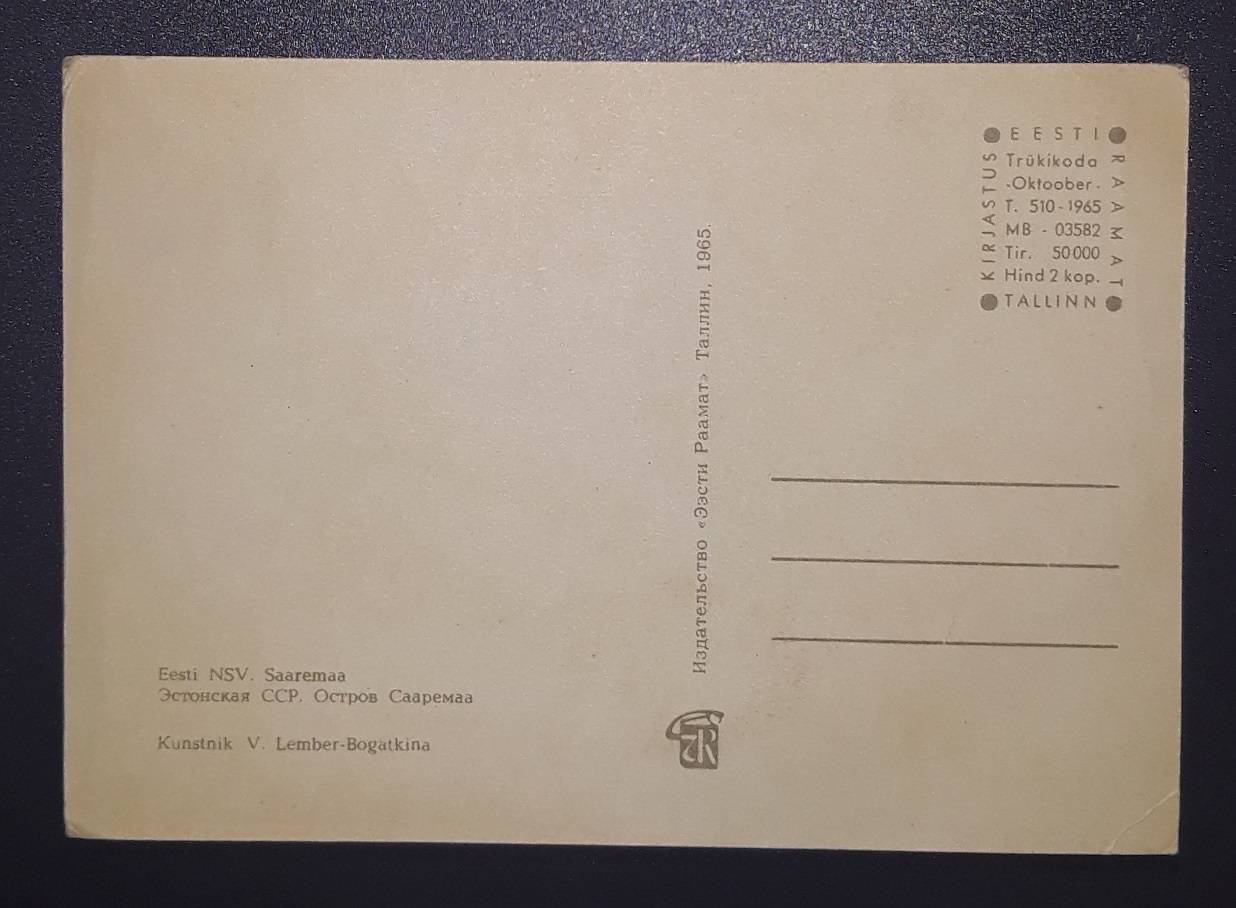 EESTI
KIRJASTUS
RAAMAT
Trükikoda
-Oktoober-
T. 510-1965
MB - 03582
Tir. 50000
Hind 2 kop.
TALLINN
Издательство «Ээсти Раамат» Таллин, 1965.
Eesti NSV. Saaremaa
Эстонская ССР. Остров Сааремаа
Kunstnik V. Lember-Bogatkina